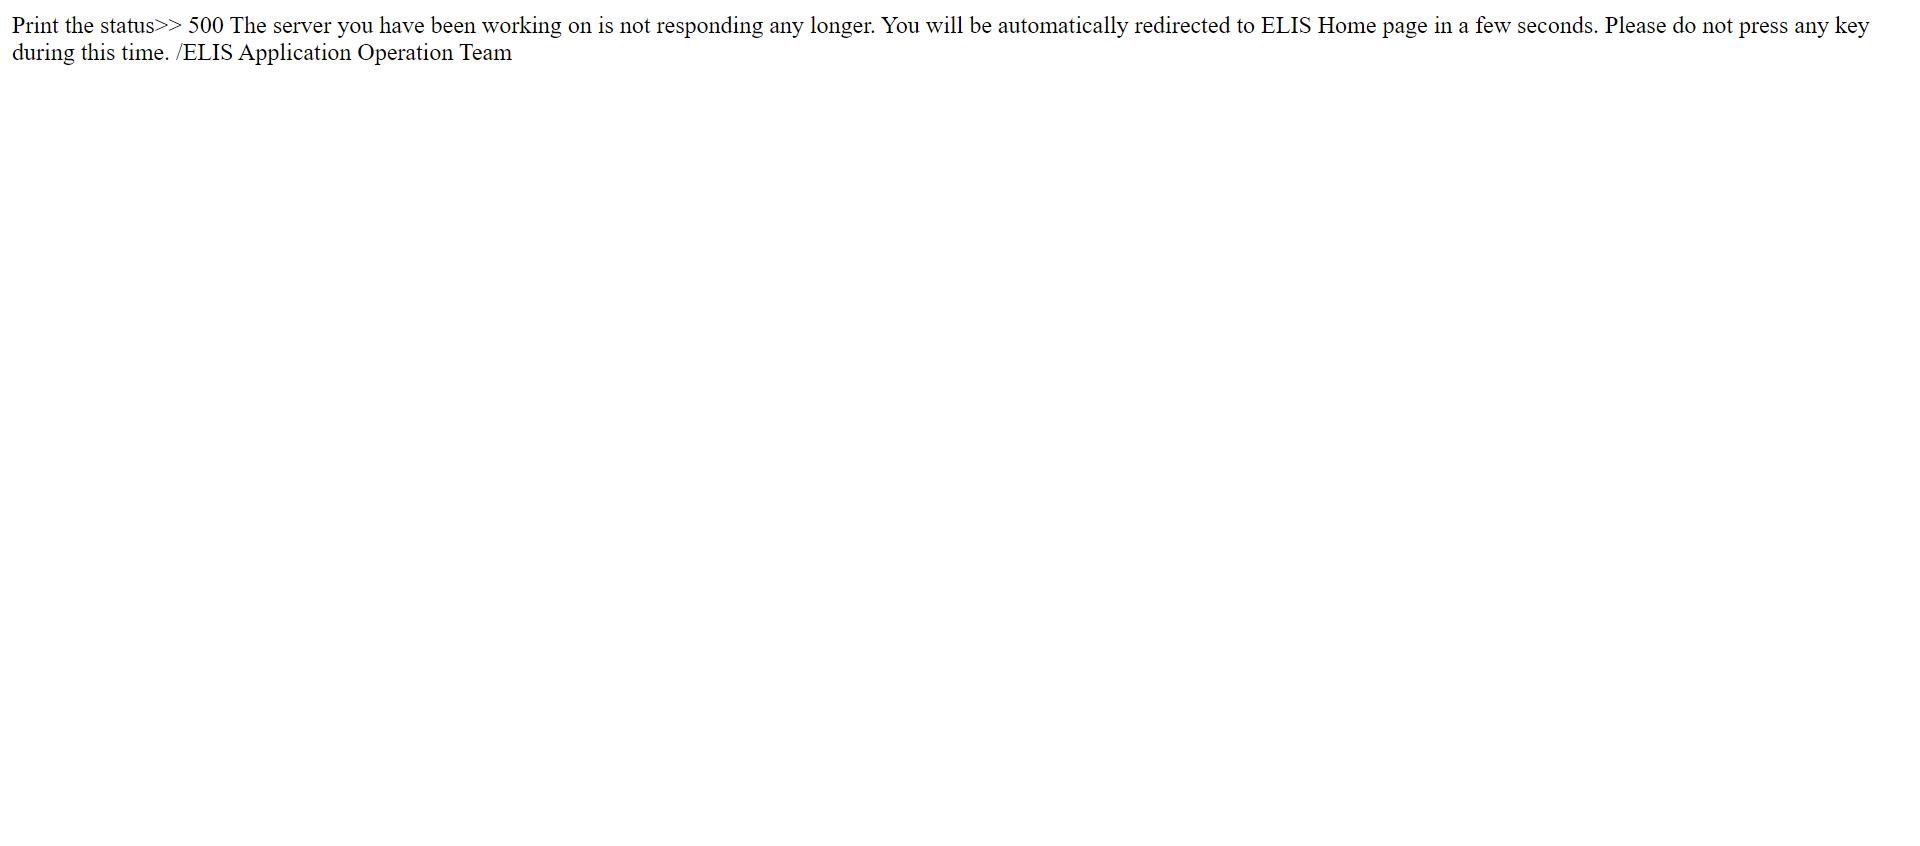 Print the status>> 500 The server you have been working on is not responding any longer. You will be automatically redirected to ELIS Home page in a few seconds. Please do not press any key
during this time. /ELIS Application Operation Team